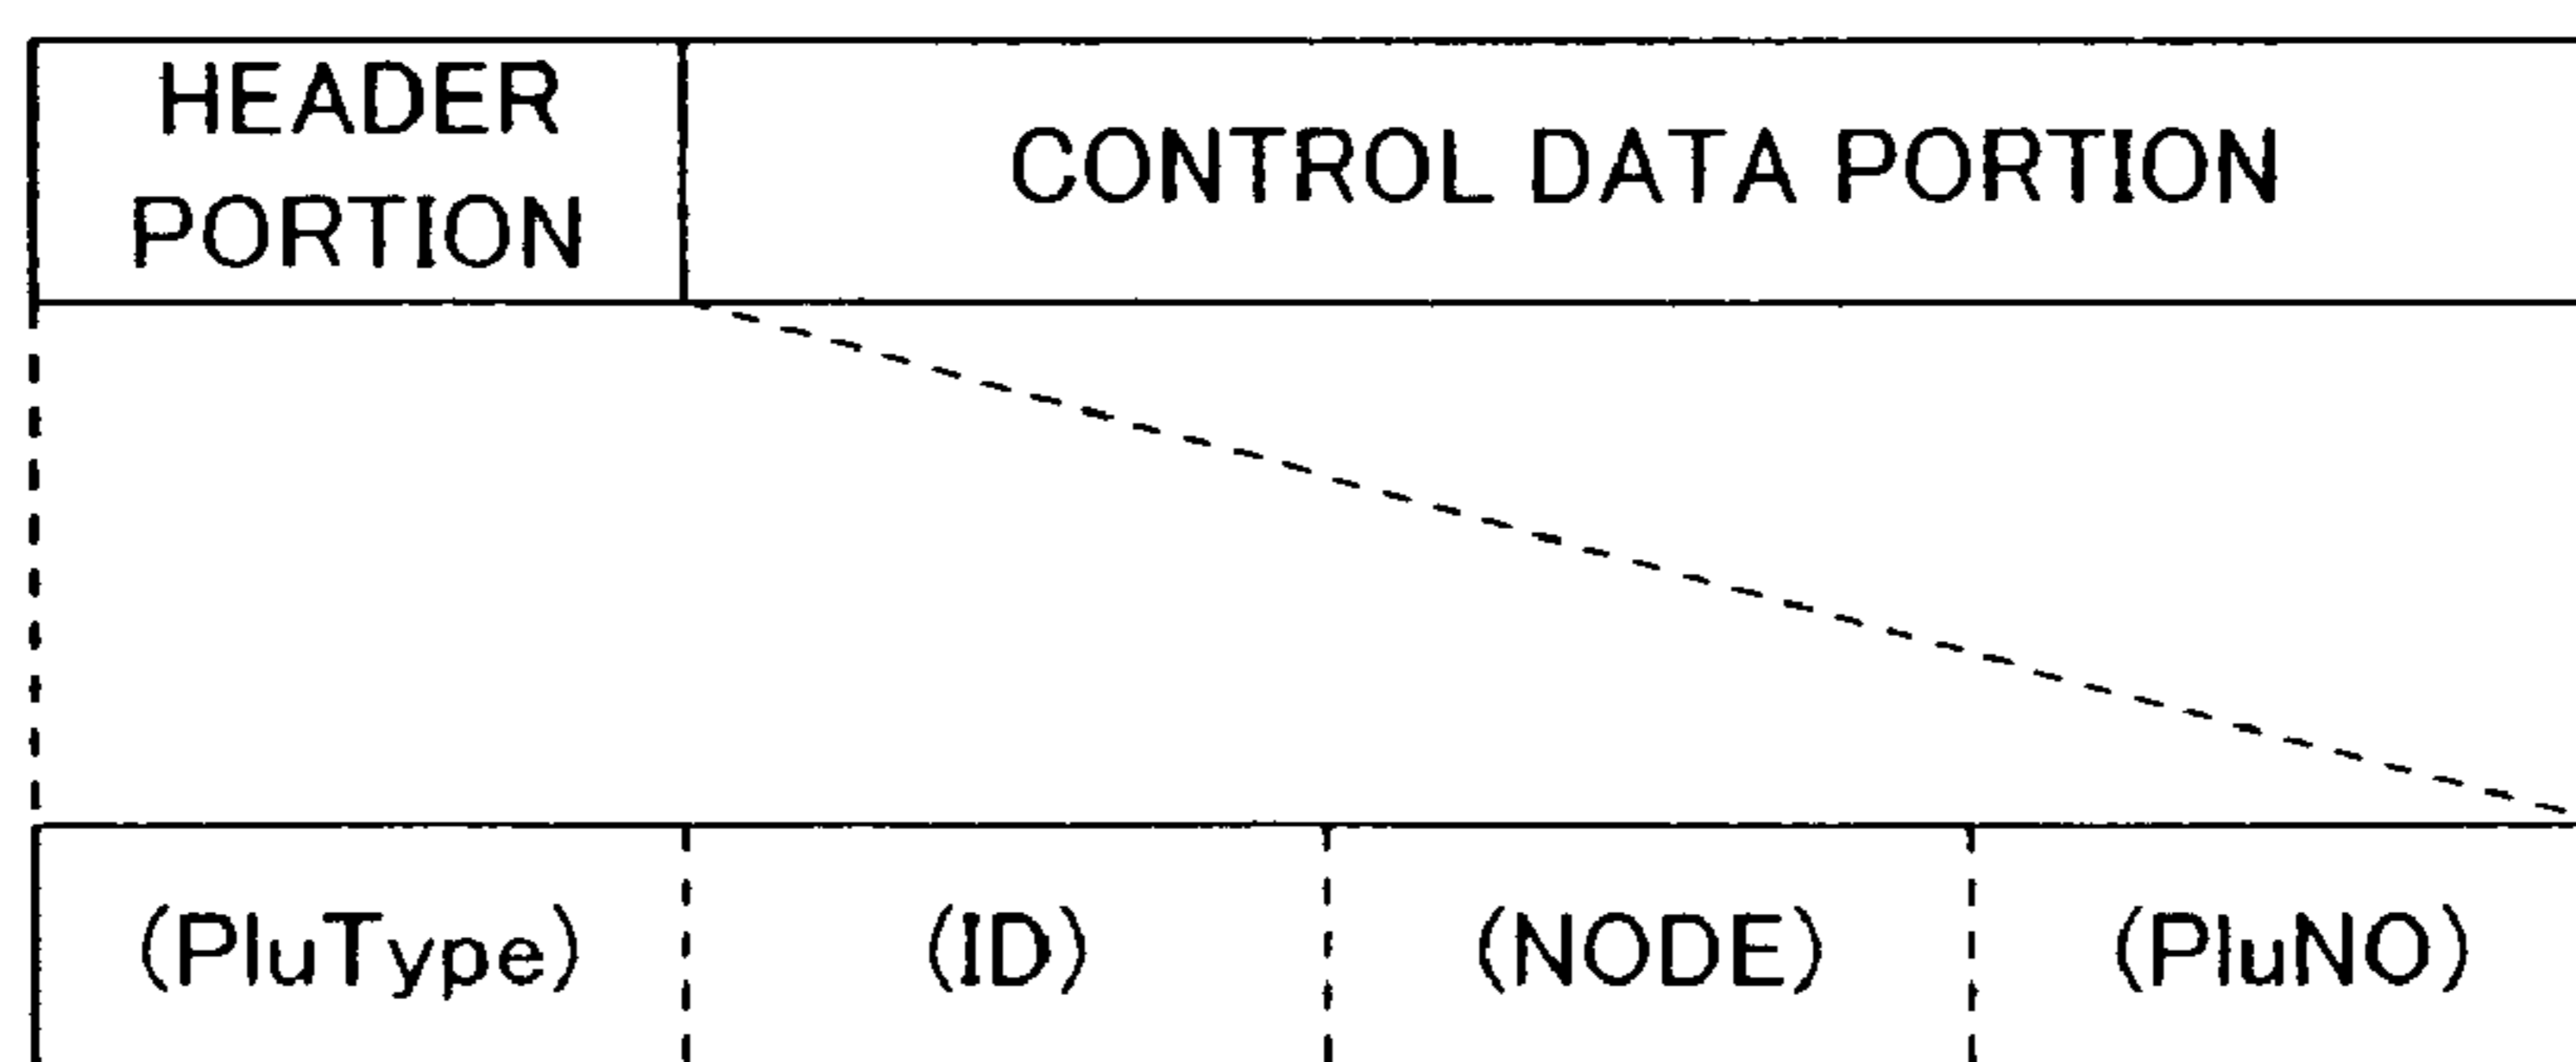 HEADER
PORTION
CONTROL DATA PORTION
(PluType) (ID) (NODE) (PluNO)